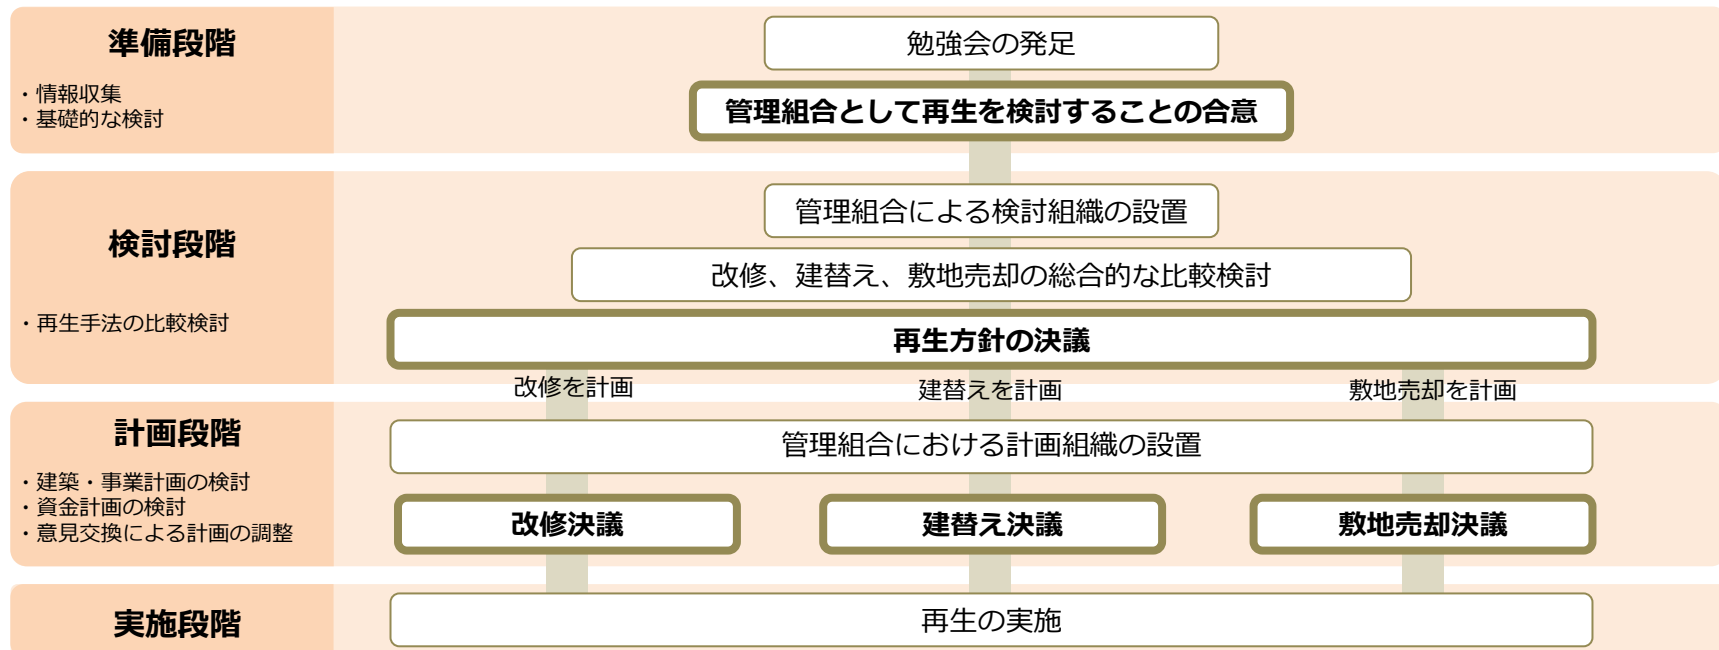 準備段階
・情報収集
・基礎的な検討
勉強会の発足
管理組合として再生を検討することの合意
検討段階
・再生手法の比較検討
管理組合による検討組織の設置
改修、建替え、敷地売却の総合的な比較検討
再生方針の決議
改修を計画
建替えを計画
敷地売却を計画
計画段階
・建築・事業計画の検討
・資金計画の検討
・意見交換による計画の調整
管理組合における計画組織の設置
改修決議
建替え決議
敷地売却決議
実施段階
再生の実施